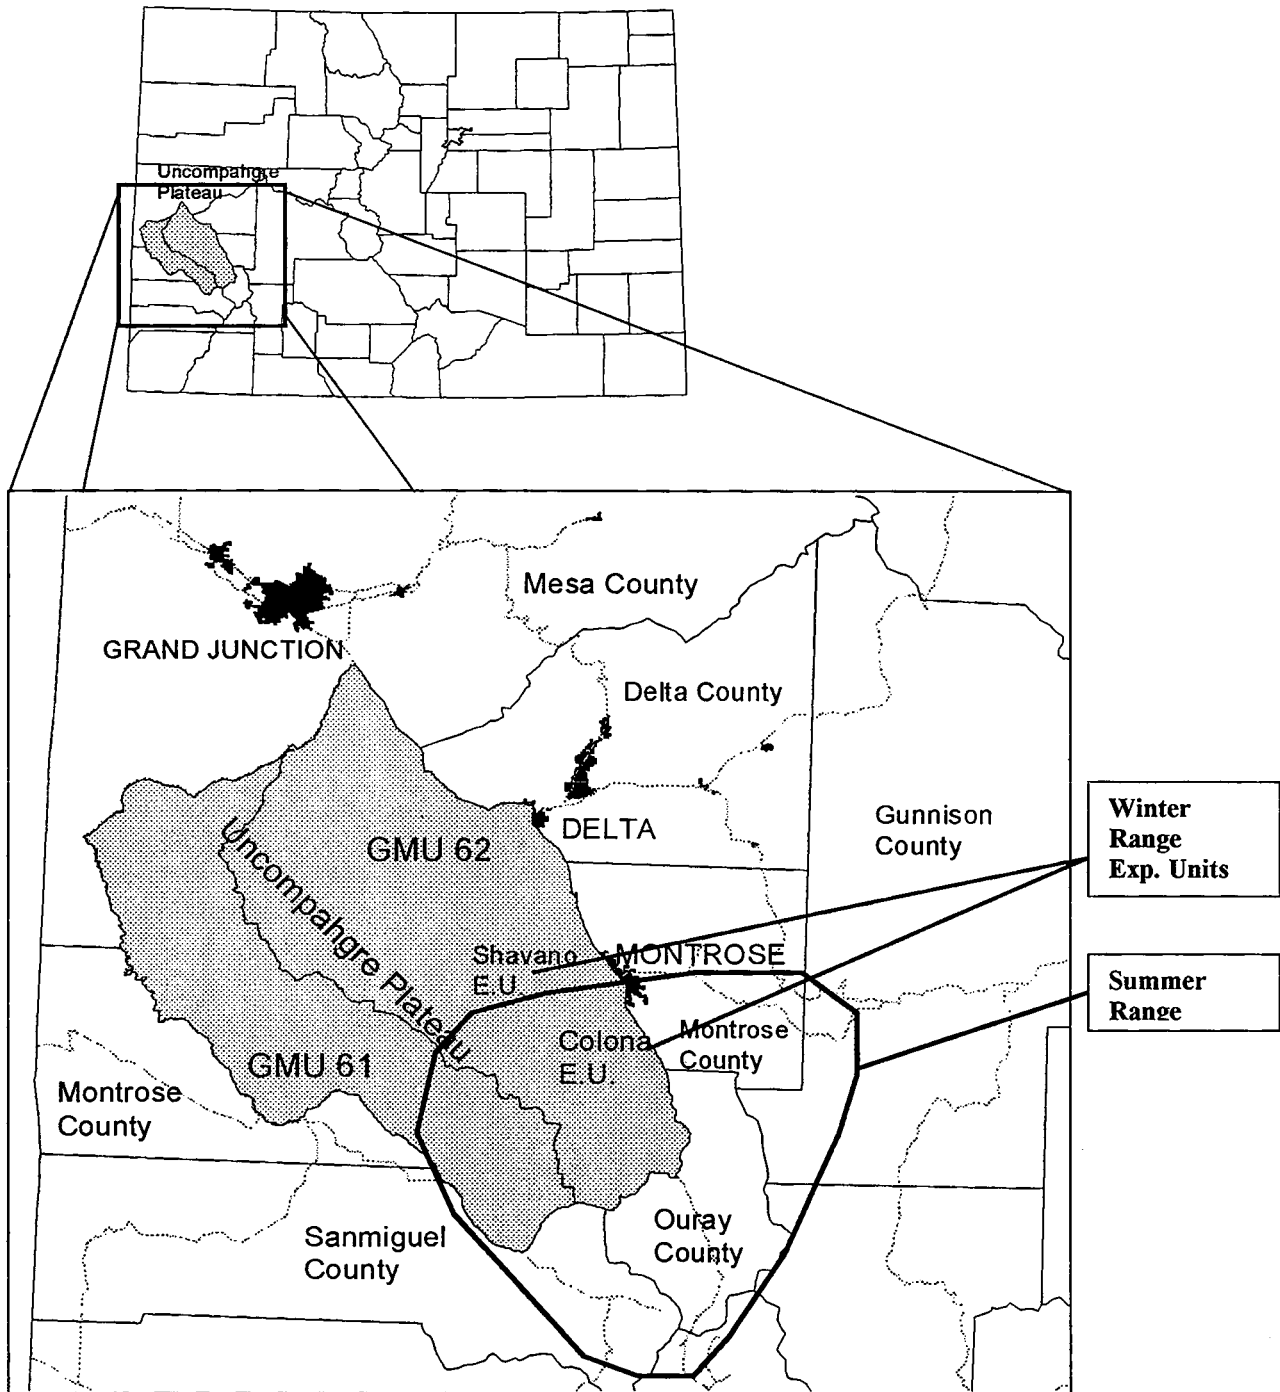 Uncompahgre
Plateau
Mesa County
GRAND JUNCTION
Delta County
Winter
Range
Exp. Units
Gunnison
County
DELTA
GMU 62
Uncompahgre Plateau
Shavano
E.U.
MONTROSE
Summer
Range
Colona
E.U.
Montrose
County
GMU 61
Montrose
County
Ouray
County
Sanmiguel
County